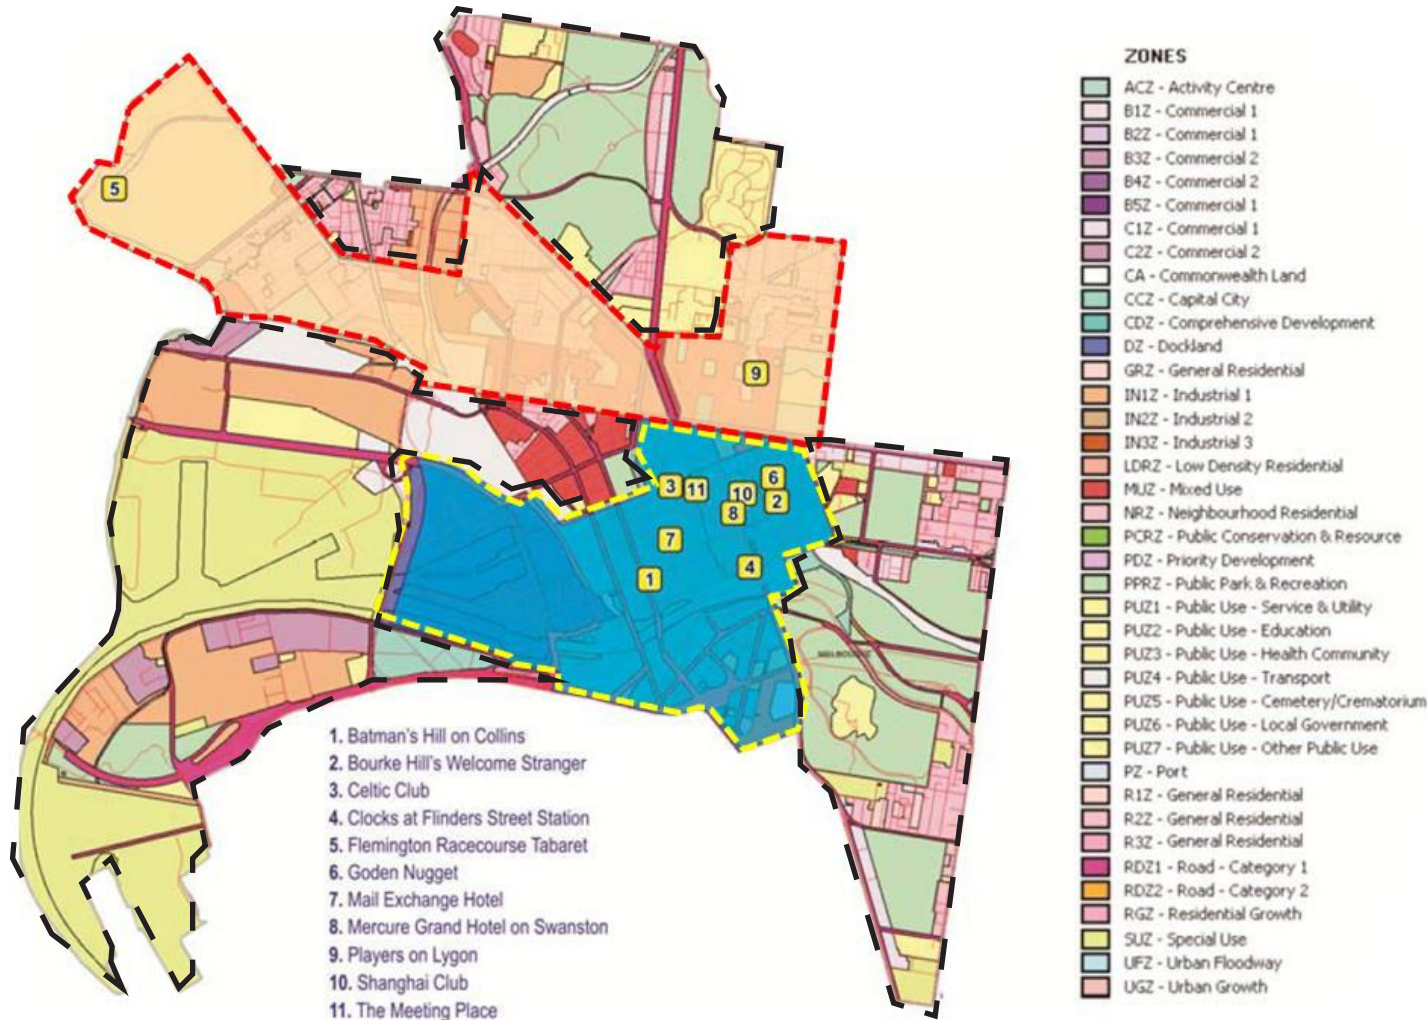 5
9
3
11
10
6
2
8
7
4
1
MELBOURNE
1. Batman's Hill on Collins
2. Bourke Hill's Welcome Stranger
3. Celtic Club
4. Clocks at Flinders Street Station
5. Flemington Racecourse Tabaret
6. Goden Nugget
7. Mail Exchange Hotel
8. Mercure Grand Hotel on Swanston
9. Players on Lygon
10. Shanghai Club
11. The Meeting Place
ZONES
ACZ - Activity Centre
B1Z - Commercial 1
B2Z - Commercial 1
B3Z - Commercial 2
B4Z - Commercial 2
B5Z - Commercial 1
C1Z - Commercial 1
C2Z - Commercial 2
CA - Commonwealth Land
CCZ - Capital City
CDZ - Comprehensive Development
DZ - Dockland
GRZ - General Residential
IN1Z - Industrial 1
IN2Z - Industrial 2
IN3Z - Industrial 3
LDRZ - Low Density Residential
MUZ - Mixed Use
NRZ - Neighbourhood Residential
PCRZ - Public Conservation & Resource
PDZ - Priority Development
PPRZ - Public Park & Recreation
PUZ1 - Public Use - Service & Utility
PUZ2 - Public Use - Education
PUZ3 - Public Use - Health Community
PUZ4 - Public Use - Transport
PUZ5 - Public Use - Cemetery/Crematorium
PUZ6 - Public Use - Local Government
PUZ7 - Public Use - Other Public Use
PZ - Port
R1Z - General Residential
R2Z - General Residential
R3Z - General Residential
RDZ1 - Road - Category 1
RDZ2 - Road - Category 2
RGZ - Residential Growth
SUZ - Special Use
UFZ - Urban Floodway
UGZ - Urban Growth